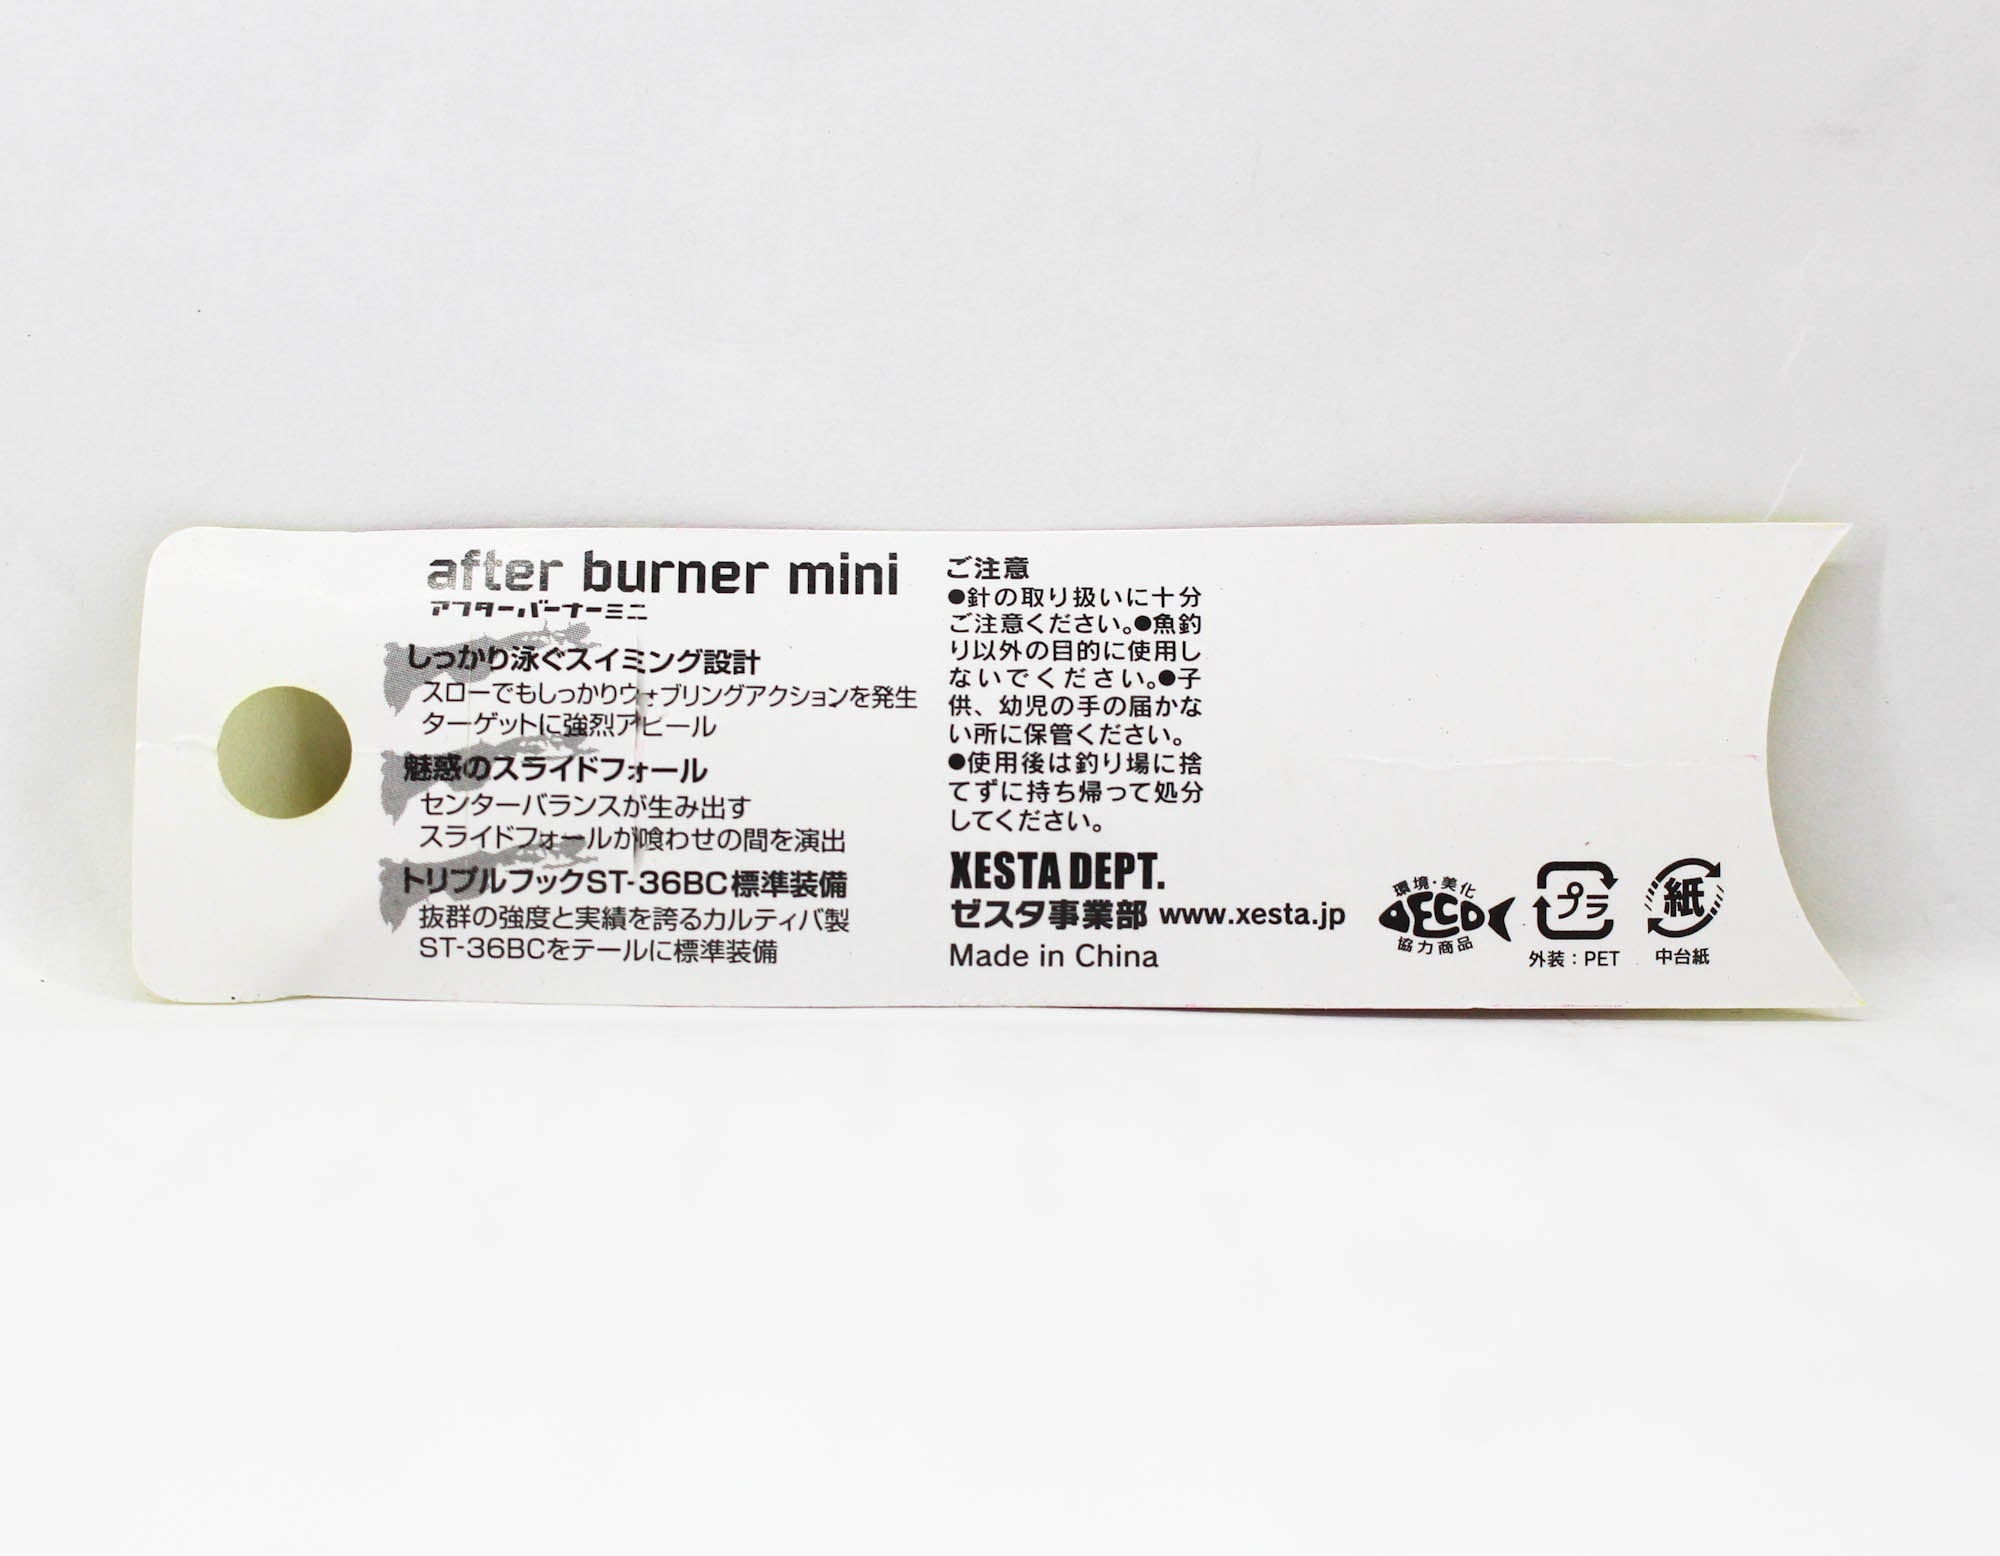 after burner mini
アフターバーナーミニ
しっかり泳ぐスイミング設計
スローでもしっかりウォブリングアクションを発生
ターゲットに強烈アピール
魅惑のスライドフォール
センターバランスが生み出す
スライドフォールが喰わせの間を演出
トリプルフックST-36BC標準装備
抜群の強度と実績を誇るカルティバ製
ST-36BCをテールに標準装備
ご注意
●針の取り扱いに十分
ご注意ください。●魚釣
り以外の目的に使用し
ないでください。●子
供、幼児の手の届かな
い所に保管ください。
●使用後は釣り場に捨
てずに持ち帰って処分
してください。
XESTA DEPT.
ゼスタ事業部 www.xesta.jp
Made in China
環境・美化
ECO
協力商品
プラ
外装：PET
紙
中台紙